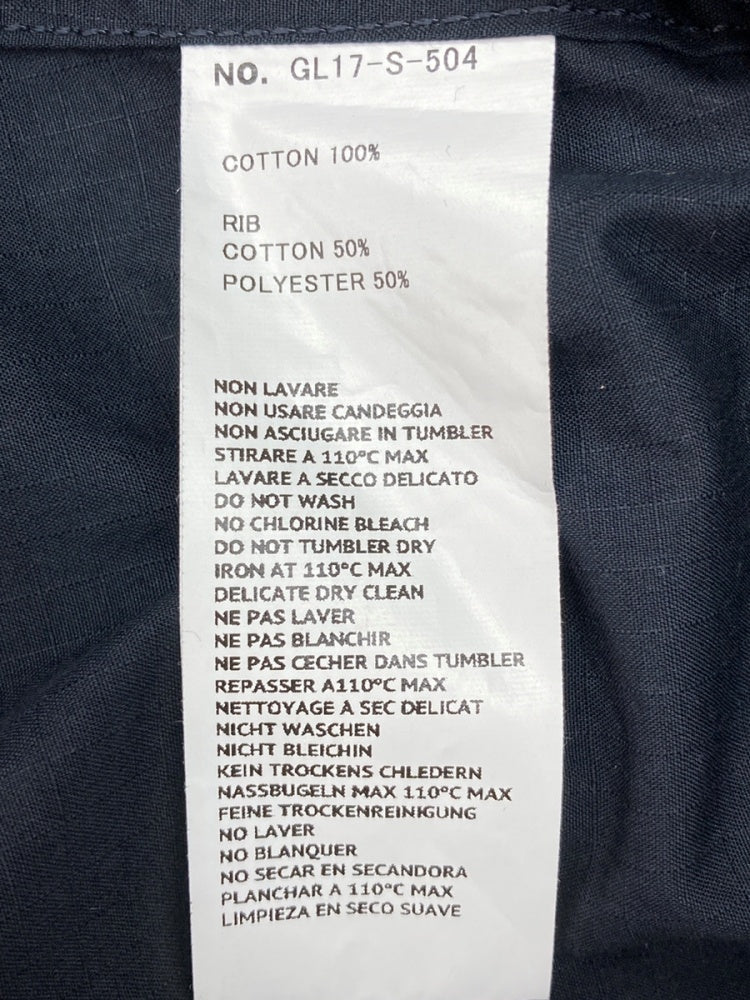 NO. GL17-S-504
COTTON 100%
RIB
COTTON 50%
POLYESTER 50%
NON LAVARE
NON USARE CANDEGGIA
NON ASCIUGARE IN TUMBLER
STIRARE A 110°C MAX
LAVARE A SECCO DELICATO
DO NOT WASH
NO CHLORINE BLEACH
DO NOT TUMBLER DRY
IRON AT 110°C MAX
DELICATE DRY CLEAN
NE PAS LAVER
NE PAS BLANCHIR
NE PAS CECHER DANS TUMBLER
REPASSER A110°C MAX
NETTOYAGE A SEC DELICAT
NICHT WASCHEN
NICHT BLEICHIN
KEIN TROCKENS CHLEDERN
NASSBUGELN MAX 110°C MAX
FEINE TROCKENREINIGUNG
NO LAVER
NO BLANQUER
NO SECAR EN SECANDORA
PLANCHAR A 110°C MAX
LIMPIEZA EN SECO SUAVE